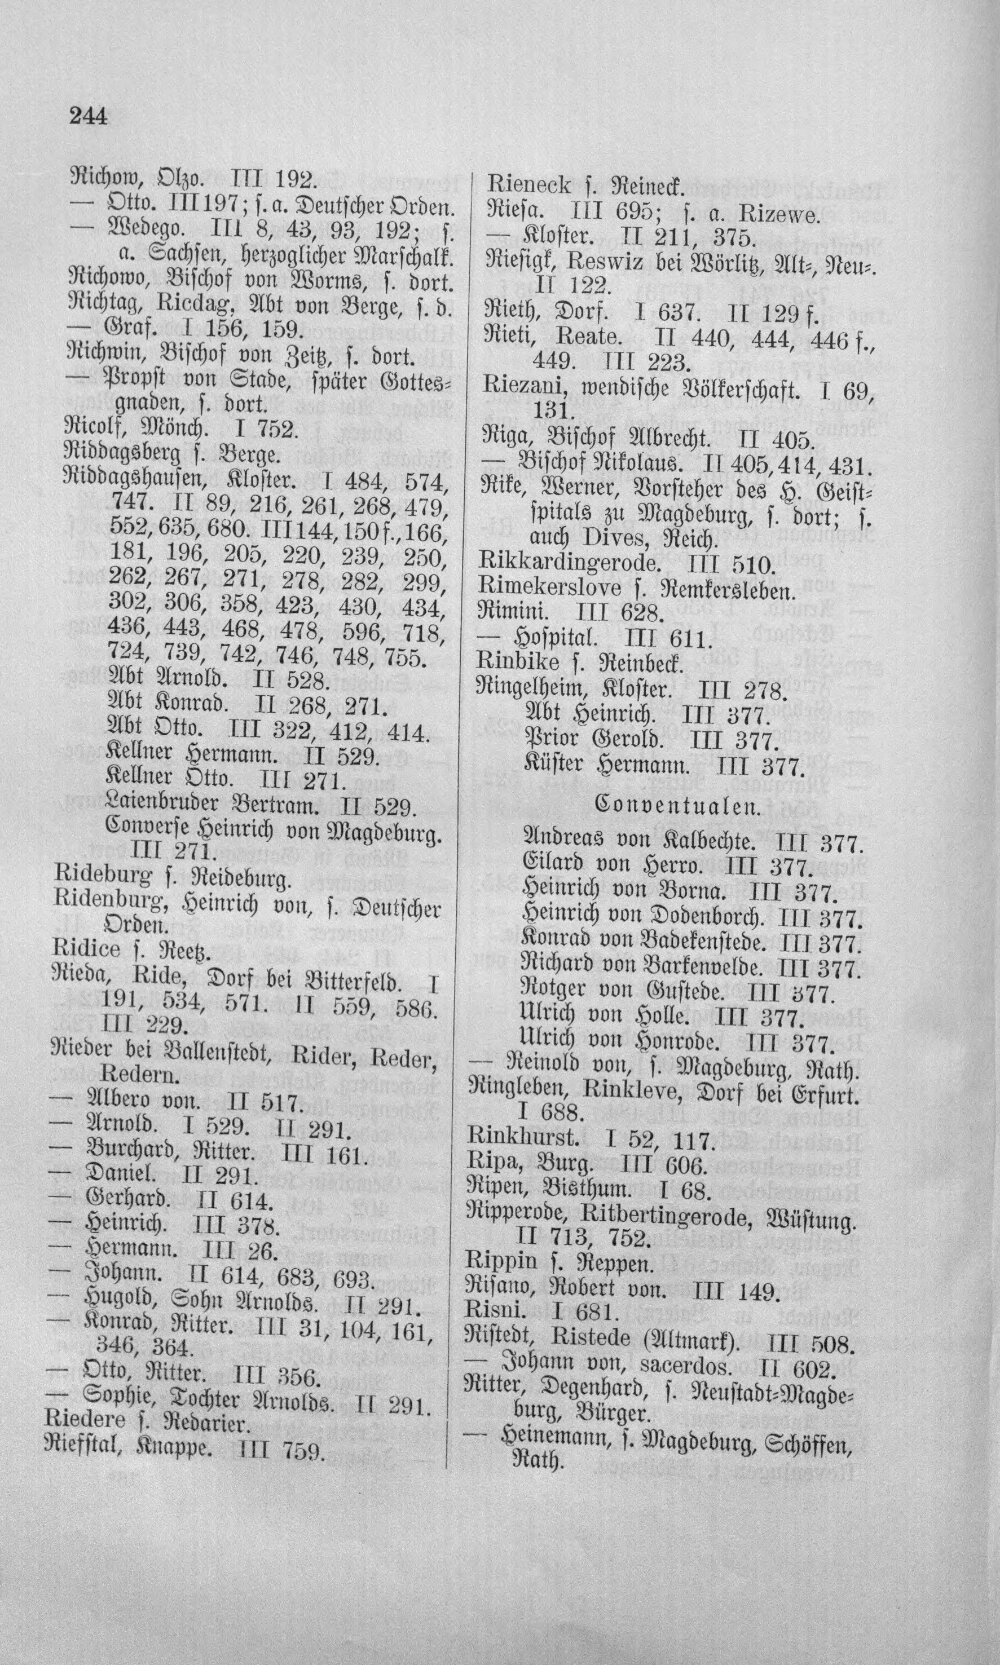 244
Richow, Olzo. III 192.
— Otto. III 197; s. a. Deutscher Orden.
— Wedego. III 8, 43, 93, 192; s.
a. Sachsen, herzoglicher Marschalk.
Richowo, Bischof von Worms, s. dort.
Richtag, Ricdag, Abt von Berge, s. d.
— Graf. I 156, 159.
Richwin, Bischof von Zeitz, s. dort.
— Propst von Stade, später Gottes-
gnaden, s. dort.
Ricolf, Mönch. I 752.
Riddagsberg s. Berge.
Riddagshausen, Kloster. I 484, 574,
747. II 89, 216, 261, 268, 479,
552, 635, 680. III 144, 150 f., 166,
181, 196, 205, 220, 239, 250,
262, 267, 271, 278, 282, 299,
302, 306, 358, 423, 430, 434,
436, 443, 468, 478, 596, 718,
724, 739, 742, 746, 748, 755.
Abt Arnold. II 528.
Abt Konrad. II 268, 271.
Abt Otto. III 322, 412, 414.
Kellner Hermann. II 529.
Kellner Otto. III 271.
Laienbruder Bertram. II 529.
Converse Heinrich von Magdeburg.
III 271.
Rideburg s. Reideburg.
Ridenburg, Heinrich von, s. Deutscher
Orden.
Ridice s. Reetz.
Rieda, Ride, Dorf bei Bitterfeld. I
191, 534, 571. II 559, 586.
III 229.
Rieder bei Ballenstedt, Rider, Reder,
Redern.
— Albero von. II 517.
— Arnold. I 529. II 291.
— Burchard, Ritter. III 161.
— Daniel. II 291.
— Gerhard. II 614.
— Heinrich. III 378.
— Hermann. III 26.
— Johann. II 614, 683, 693.
— Hugold, Sohn Arnolds. II 291.
— Konrad, Ritter. III 31, 104, 161,
346, 364.
— Otto, Ritter. III 356.
— Sophie, Tochter Arnolds. II 291.
Riedere s. Redarier.
Riefftal, Knappe. III 759.
Rieneck s. Reineck.
Riesa. III 695; s. a. Rizewe.
— Kloster. II 211, 375.
Riesigk, Reswiz bei Wörlitz, Alt-, Neu-.
II 122.
Rieth, Dorf. I 637. II 129 f.
Rieti, Reate. II 440, 444, 446 f.,
449. III 223.
Riezani, wendische Völkerschaft. I 69,
131.
Riga, Bischof Albrecht. II 405.
— Bischof Nikolaus. II 405, 414, 431.
Rike, Werner, Vorsteher des H. Geist-
spitals zu Magdeburg, s. dort; s.
auch Dives, Reich.
Rikkardingerode. III 510.
Rimekerslove s. Remkersleben.
Rimini. III 628.
— Hospital. III 611.
Rinbike s. Reinbeck.
Ringelheim, Kloster. III 278.
Abt Heinrich. III 377.
Prior Gerold. III 377.
Küster Hermann. III 377.
Conventualen.
Andreas von Kalbechte. III 377.
Eilard von Herro. III 377.
Heinrich von Borna. III 377.
Heinrich von Dodenborch. III 377.
Konrad von Badekenstede. III 377.
Richard von Barkenvelde. III 377.
Rotger von Gustede. III 377.
Ulrich von Holle. III 377.
Ulrich von Honrode. III 377.
— Reinold von, s. Magdeburg, Rath.
Ringleben, Rinkleve, Dorf bei Erfurt.
I 688.
Rinkhurst. I 52, 117.
Ripa, Burg. III 606.
Ripen, Bisthum. I 68.
Ripperode, Ritbertingerode, Wüstung.
II 713, 752.
Rippin s. Reppen.
Risano, Robert von. III 149.
Risni. I 681.
Ristedt, Ristede (Altmark). III 508.
— Johann von, sacerdos. II 602.
Ritter, Degenhard, s. Neustadt-Magde-
burg, Bürger.
— Heinemann, s. Magdeburg, Schöffen,
Rath.